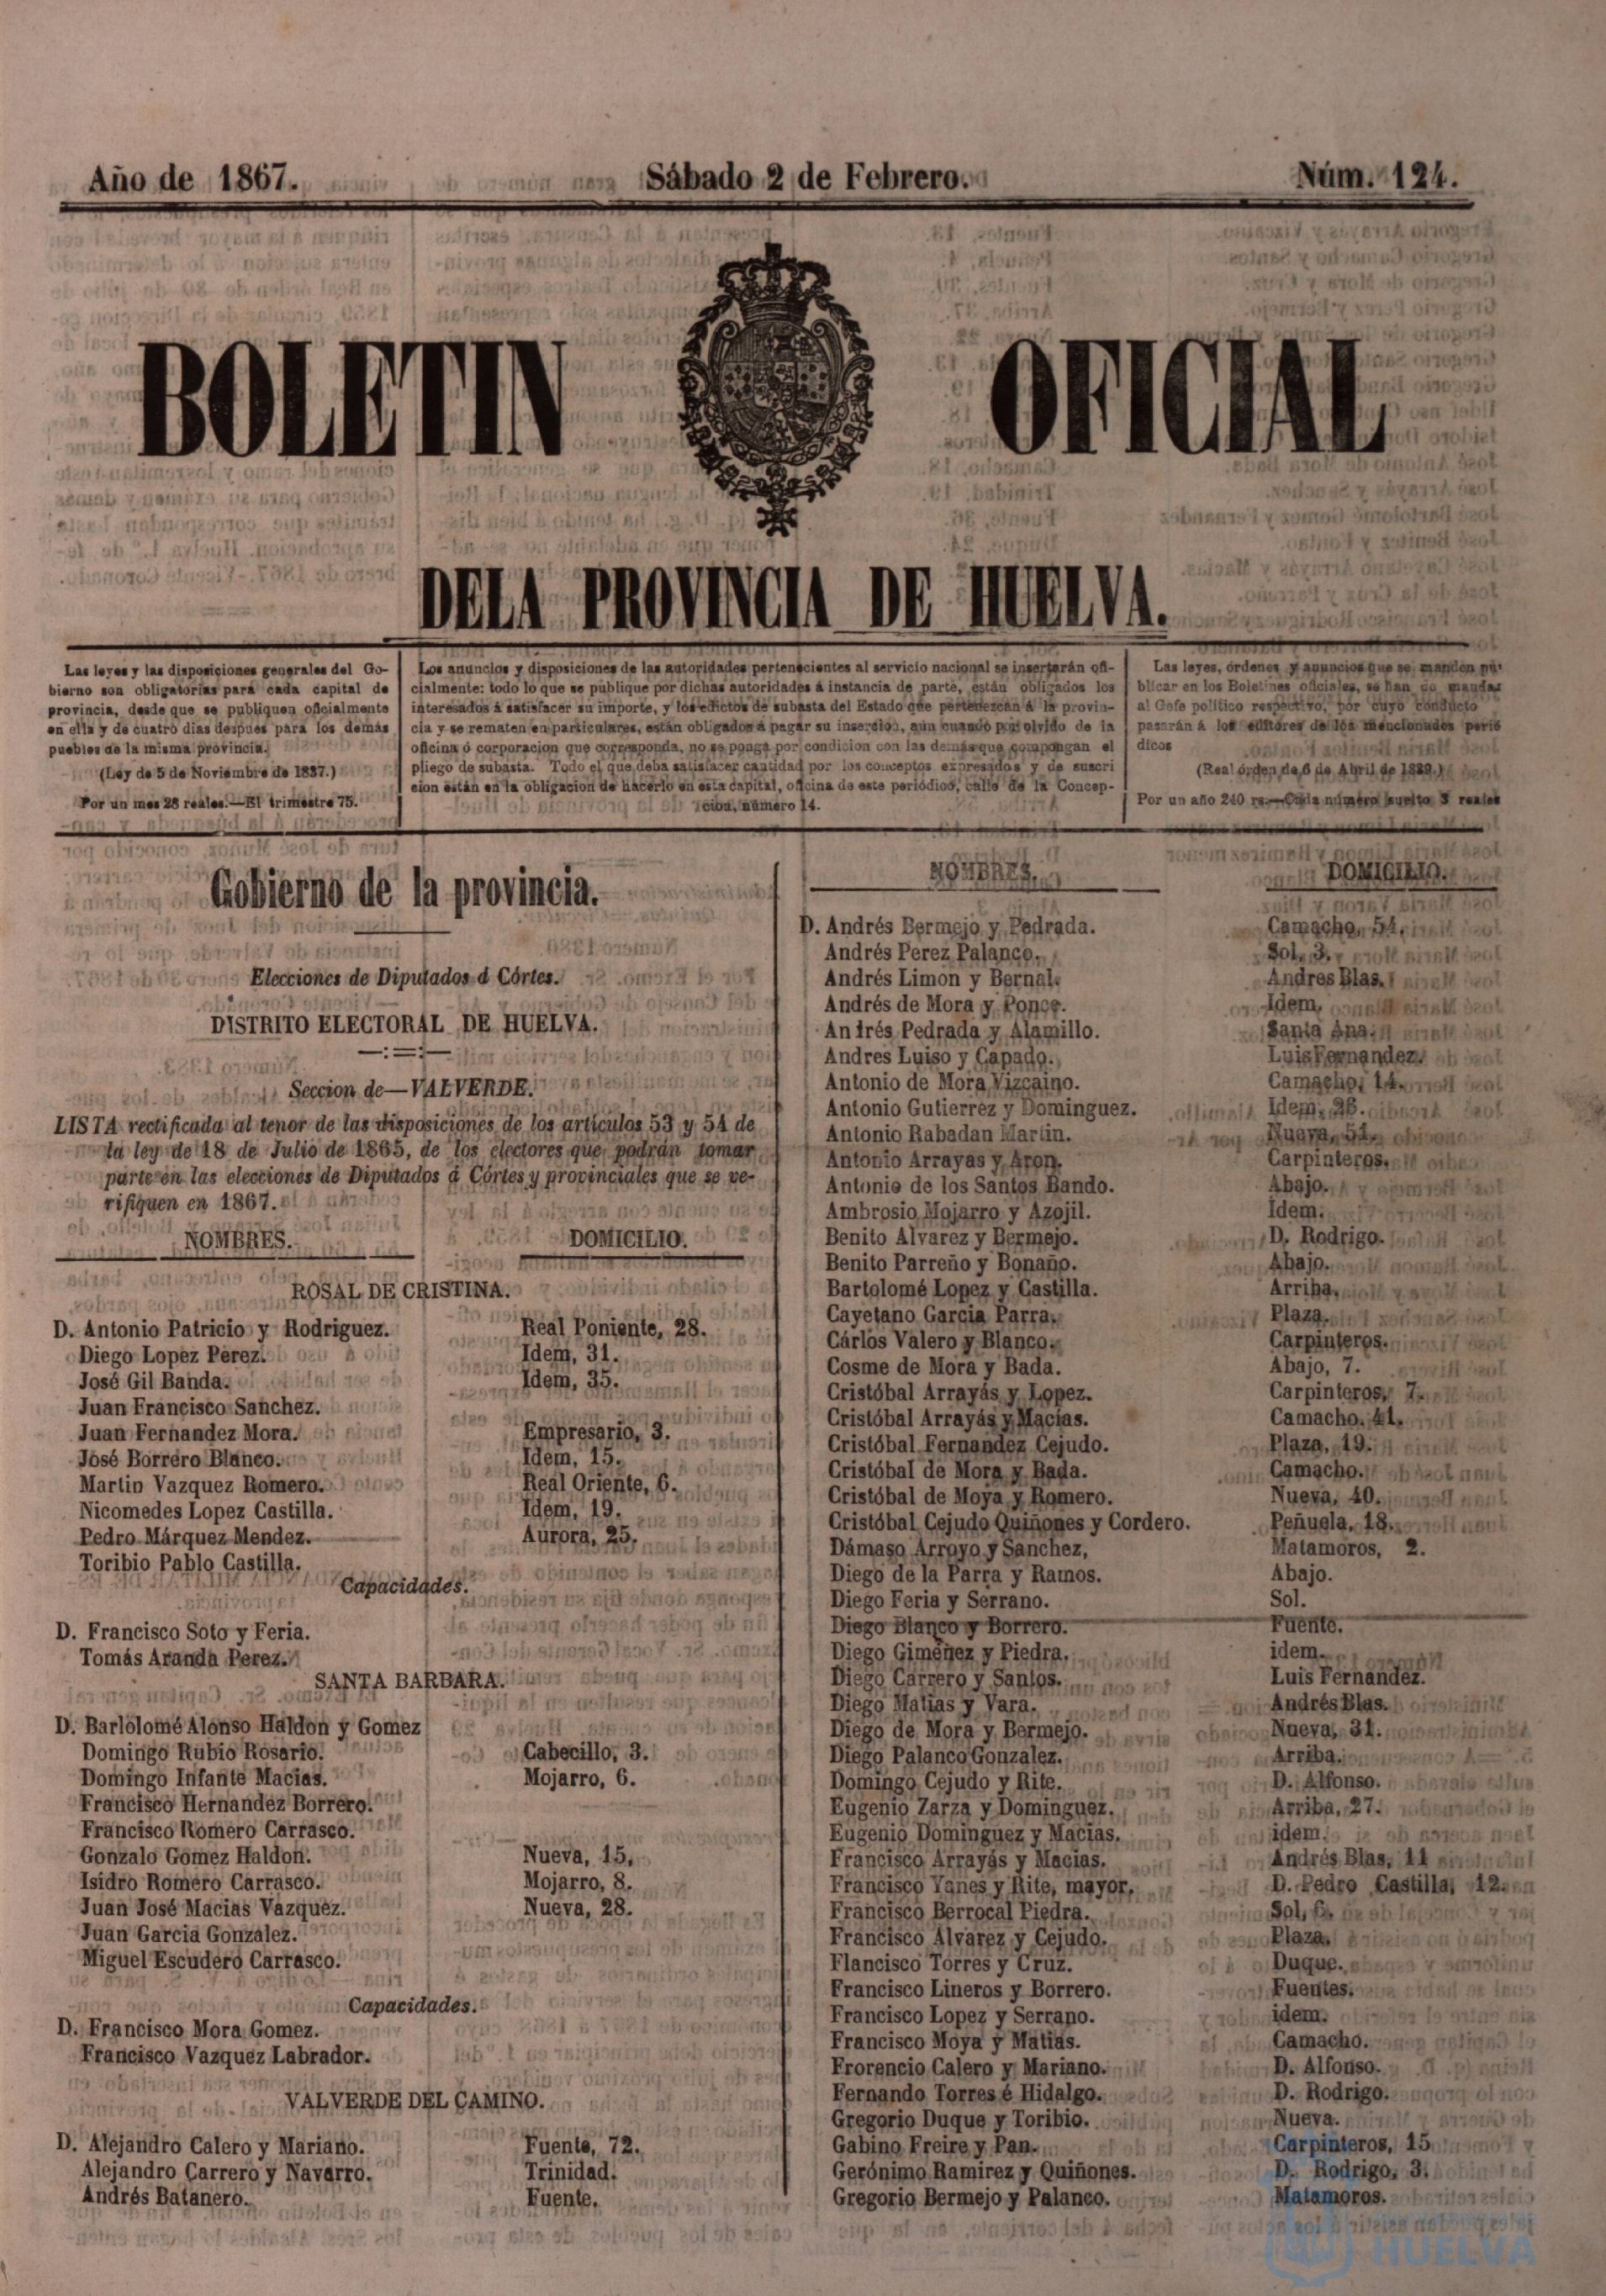 Año de 1867.
Sábado 2 de Febrero.
Núm. 124.
BOLETIN OFICIAL
DE LA PROVINCIA DE HUELVA.
Las leyes y las disposiciones generales del Go-
bierno son obligatorias para cada capital de
provincia, desde que se publiquen oficialmente
en ella y de cuatro dias despues para los demás
pueblos de la misma provincia.
(Ley de 5 de Noviembre de 1837.)
Por un mes 28 reales.—El trimestre 75.
Los anuncios y disposiciones de las autoridades pertenecientes al servicio nacional se insertarán ofi-
cialmente: todo lo que se publique por dichas autoridades á instancia de parte, están obligados los
interesados á satisfacer su importe, y los edictos de subasta del Estado que pertenezcan á la provin-
cia y se rematen en particulares, están obligados á pagar su insercion, aun cuando por olvido de la
oficina ó corporacion que corresponda, no se ponga por condicion con las demás que compongan el
pliego de subasta. Todo el que deba satisfacer cantidad por los conceptos expresados y de suscri
cion están en la obligacion de hacerlo en esta capital, oficina de este periódico, calle de la Concep-
cion, número 14.
Las leyes, órdenes y anuncios que se manden pu-
blicar en los Boletines oficiales, se han de mandar
al Gefe político respectivo, por cuyo conducto
pasarán á los editores de los mencionados perió
dicos
(Real órden de 6 de Abril de 1839.)
Por un año 240 rs.—Cada número suelto 3 reales
Gobierno de la provincia.
Elecciones de Diputados á Córtes.
DISTRITO ELECTORAL DE HUELVA.
Seccion de—VALVERDE.
LISTA rectificada al tenor de las disposiciones de los artículos 53 y 54 de
la ley de 18 de Julio de 1865, de los electores que podrán tomar
parte en las elecciones de Diputados á Córtes y provinciales que se ve-
rifiquen en 1867.
NOMBRES. DOMICILIO.
ROSAL DE CRISTINA.
D. Antonio Patricio y Rodriguez. Real Poniente, 28.
Diego Lopez Perez. Idem, 31.
José Gil Banda. Idem, 35.
Juan Francisco Sanchez.
Juan Fernandez Mora. Empresario, 3.
José Borrero Blanco. Idem, 15.
Martin Vazquez Romero. Real Oriente, 6.
Nicomedes Lopez Castilla. Idem, 19.
Pedro Márquez Mendez. Aurora, 25.
Toribio Pablo Castilla.
Capacidades.
D. Francisco Soto y Feria.
Tomás Aranda Perez.
SANTA BARBARA.
D. Bartolomé Alonso Haldon y Gomez
Domingo Rubio Rosario. Cabecillo, 3.
Domingo Infante Macias. Mojarro, 6.
Francisco Hernandez Borrero.
Francisco Romero Carrasco.
Gonzalo Gomez Haldon. Nueva, 15,
Isidro Romero Carrasco. Mojarro, 8.
Juan José Macias Vazquez. Nueva, 28.
Juan Garcia Gonzalez.
Miguel Escudero Carrasco.
Capacidades.
D. Francisco Mora Gomez.
Francisco Vazquez Labrador.
VALVERDE DEL CAMINO.
D. Alejandro Calero y Mariano. Fuente, 72.
Alejandro Carrero y Navarro. Trinidad.
Andrés Batanero. Fuente.
NOMBRES. DOMICILIO.
D. Andrés Bermejo y Pedrada. Camacho, 54.
Andrés Perez Palanco. Sol, 3.
Andrés Limon y Bernal. Andres Blas.
Andrés de Mora y Ponce. Idem.
Andrés Pedrada y Alamillo. Santa Ana.
Andres Luiso y Capado. Luis Fernandez.
Antonio de Mora Vizcaino. Camacho, 14.
Antonio Gutierrez y Dominguez. Idem, 26.
Antonio Rabadan Martin. Nueva, 51.
Antonio Arrayas y Aron. Carpinteros.
Antonio de los Santos Bando. Abajo.
Ambrosio Mojarro y Azojil. Idem.
Benito Alvarez y Bermejo. D. Rodrigo.
Benito Parreño y Bonaño. Abajo.
Bartolomé Lopez y Castilla. Arriba.
Cayetano Garcia Parra. Plaza.
Cárlos Valero y Blanco. Carpinteros.
Cosme de Mora y Bada. Abajo, 7.
Cristóbal Arrayás y Lopez. Carpinteros, 7.
Cristóbal Arrayás y Macias. Camacho, 41.
Cristóbal Fernandez Cejudo. Plaza, 19.
Cristóbal de Mora y Bada. Camacho.
Cristóbal de Moya y Romero. Nueva, 40.
Cristóbal Cejudo Quiñones y Cordero. Peñuela, 18.
Dámaso Arroyo y Sanchez, Matamoros, 2.
Diego de la Parra y Ramos. Abajo.
Diego Feria y Serrano. Sol.
Diego Blanco y Borrero. Fuente.
Diego Gimenez y Piedra. idem.
Diego Carrero y Santos. Luis Fernandez.
Diego Matias y Vara. Andrés Blas.
Diego de Mora y Bermejo. Nueva, 31.
Diego Palanco Gonzalez. Arriba.
Domingo Cejudo y Rite. D. Alfonso.
Eugenio Zarza y Dominguez. Arriba, 27.
Eugenio Dominguez y Macias. idem.
Francisco Arrayás y Macias. Andrés Blas, 11
Francisco Yanes y Rite, mayor. D. Pedro Castilla, 12.
Francisco Berrocal Piedra. Sol, 6.
Francisco Alvarez y Cejudo. Plaza.
Flancisco Torres y Cruz. Duque.
Francisco Lineros y Borrero. Fuentes.
Francisco Lopez y Serrano. idem.
Francisco Moya y Matias. Camacho.
Frorencio Calero y Mariano. D. Alfonso.
Fernando Torres é Hidalgo. D. Rodrigo.
Gregorio Duque y Toribio. Nueva.
Gabino Freire y Pan. Carpinteros, 15
Gerónimo Ramirez y Quiñones. D. Rodrigo, 3.
Gregorio Bermejo y Palanco. Matamoros.
HUELVA